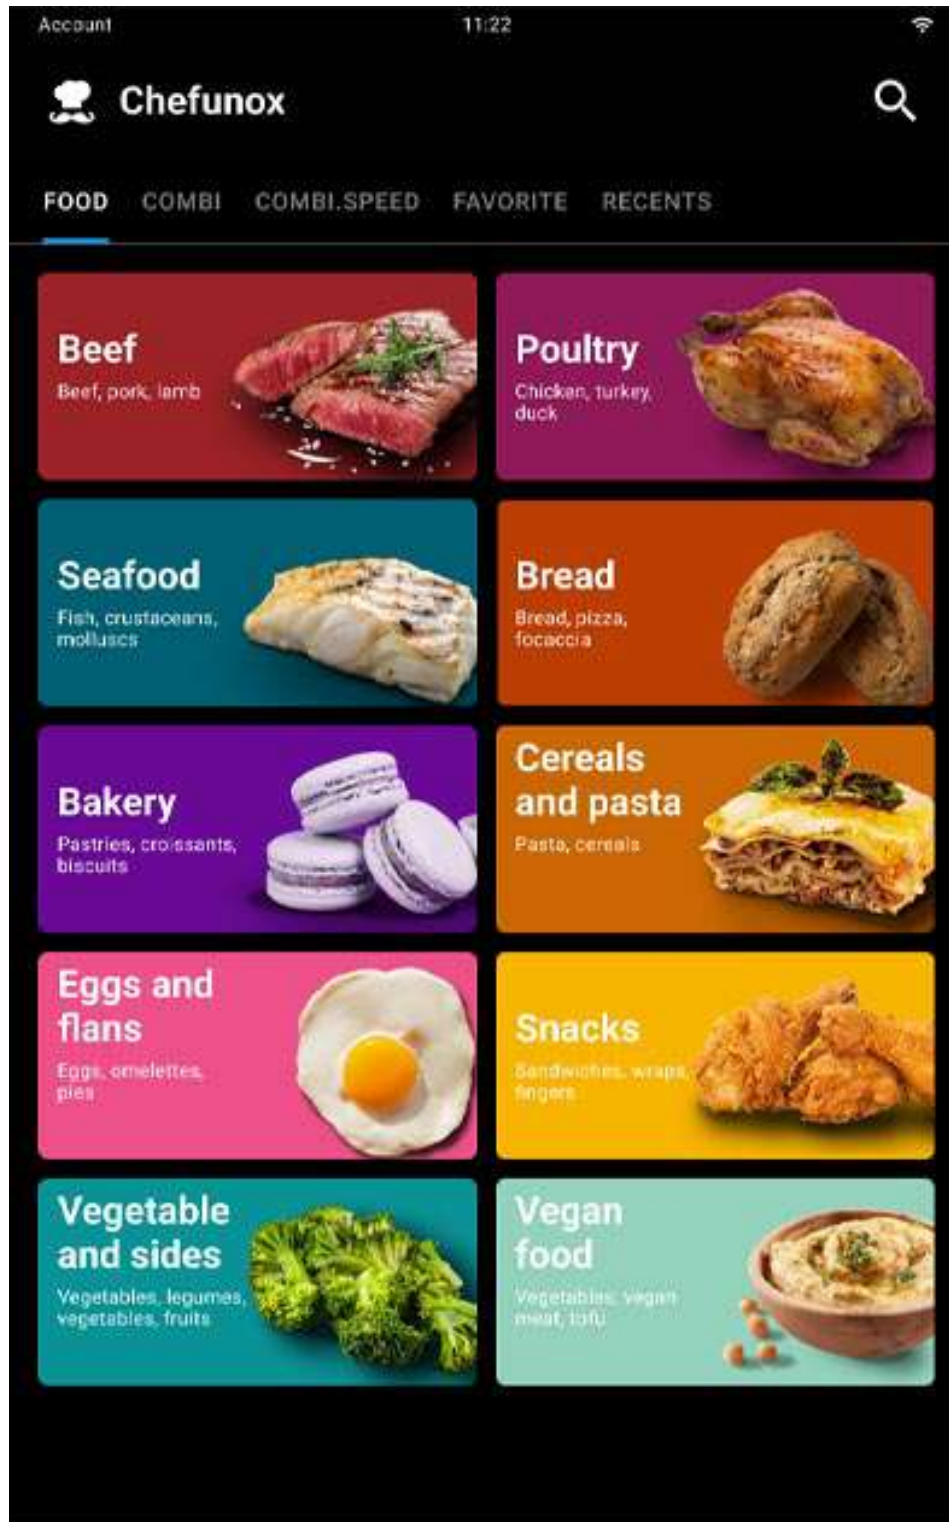 Account
11:22
Chefunox
FOOD COMBI COMBI.SPEED FAVORITE RECENTS
Beef
Beef, pork, lamb
Poultry
Chicken, turkey,
duck
Seafood
Fish, crustaceans,
molluscs
Bread
Bread, pizza,
focaccia
Bakery
Pastries, croissants,
biscuits
Cereals
and pasta
Pasta, cereals
Eggs and
flans
Eggs, omelettes,
pies
Snacks
Sandwiches, wraps,
fingers
Vegetable
and sides
Vegetables, legumes,
vegetables, fruits
Vegan
food
Vegetables, vegan
meat, tofu